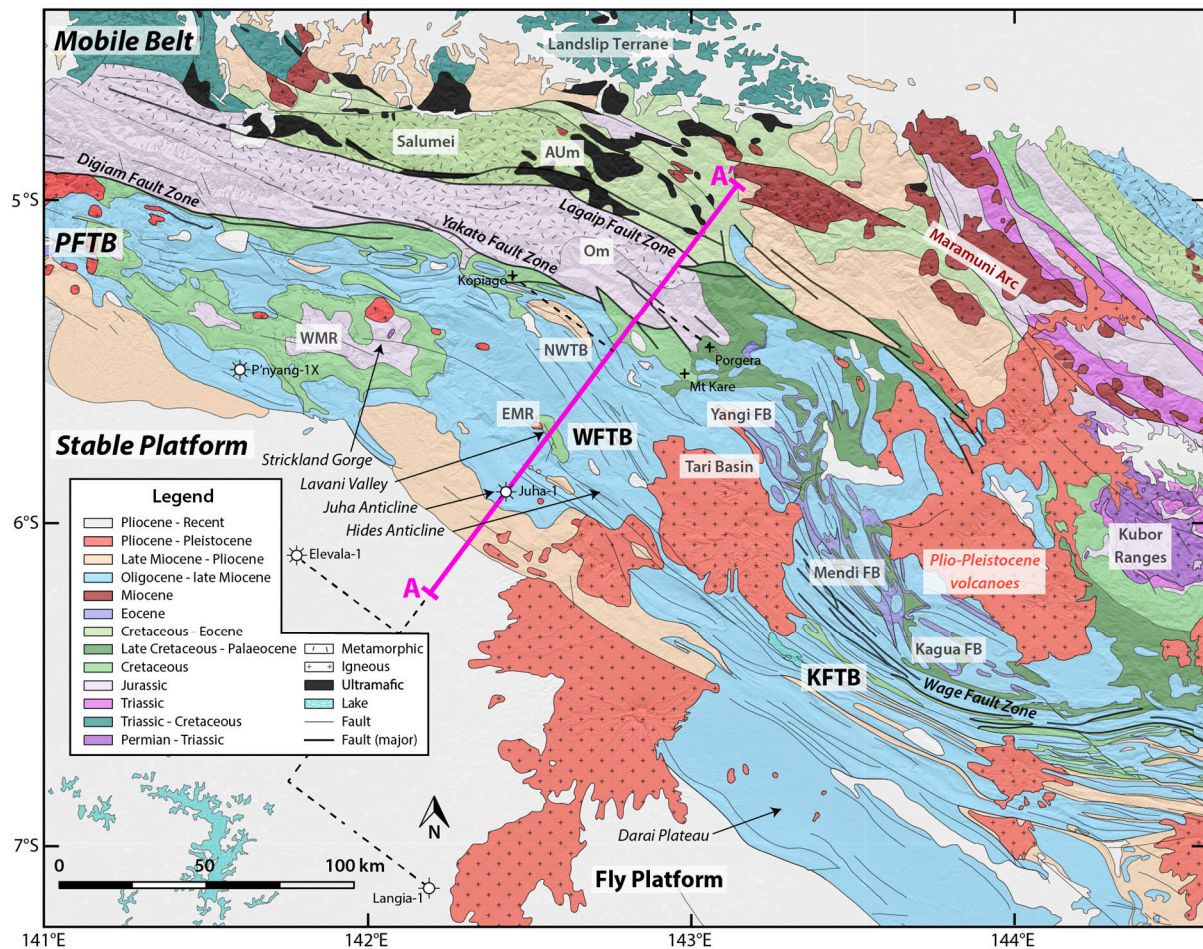 Mobile Belt
Landslip Terrane
Salumei
AUm
A'
5°S
Digiam Fault Zone
Lagaip Fault Zone
Yakato Fault Zone
Om
Maramuni Arc
PFTB
Kopiago
WMR
NWTB
Porgera
Mt Kare
P'nyang-1X
EMR
Yangi FB
WFTB
Stable Platform
Strickland Gorge
Tari Basin
Lavani Valley
Juha-1
Juha Anticline
Hides Anticline
6°S
Elevala-1
Kubor
Ranges
Plio-Pleistocene
volcanoes
Mendi FB
A
Kagua FB
KFTB
Wage Fault Zone
Legend
Pliocene - Recent
Pliocene - Pleistocene
Late Miocene - Pliocene
Oligocene - late Miocene
Miocene
Eocene
Cretaceous - Eocene
Late Cretaceous - Palaeocene
Cretaceous
Jurassic
Triassic
Triassic - Cretaceous
Permian - Triassic
Metamorphic
Igneous
Ultramafic
Lake
Fault
Fault (major)
7°S
N
Darai Plateau
0 50 100 km
Fly Platform
Langia-1
141°E 142°E 143°E 144°E